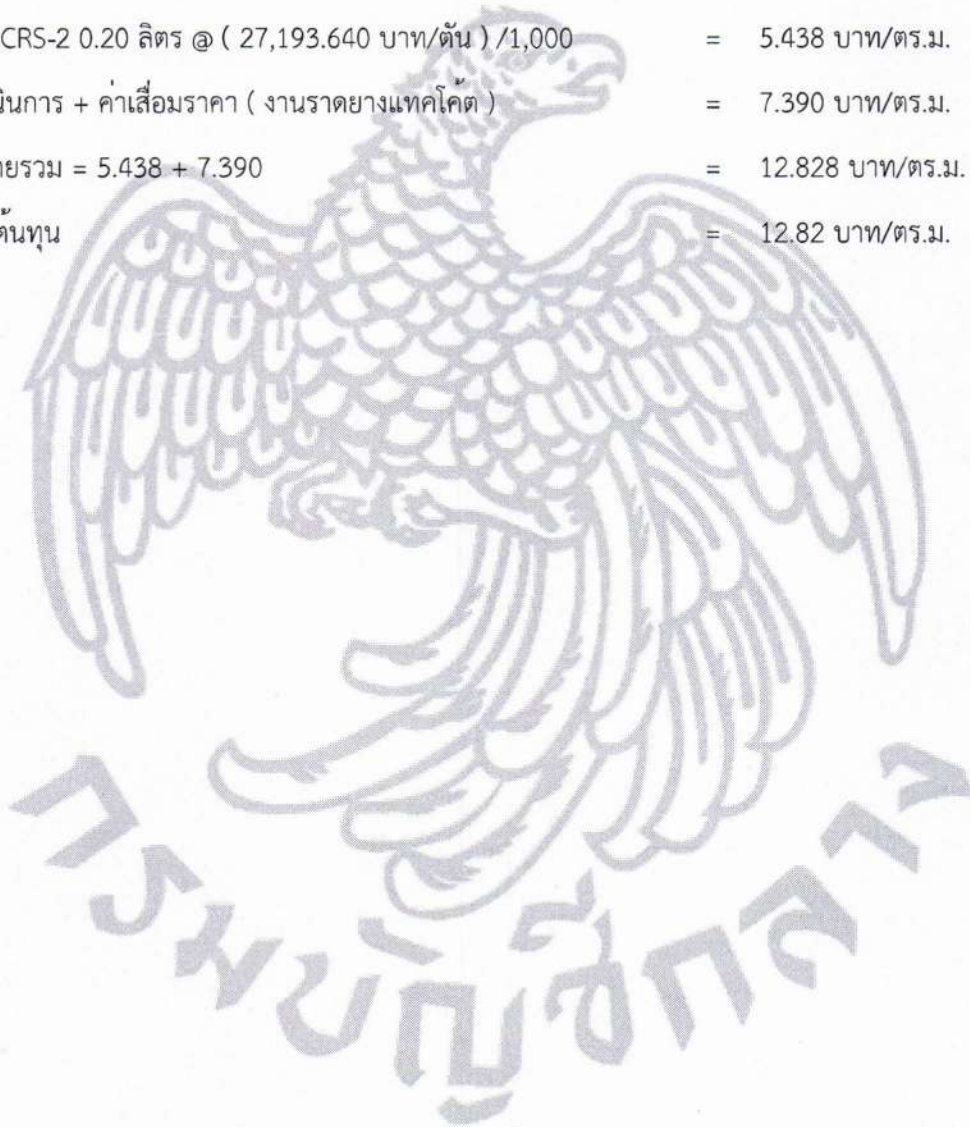 CRS-2 0.20 ลิตร @ ( 27,193.640 บาท/ตัน ) /1,000 = 5.438 บาท/ตร.ม.
นินการ + ค่าเสื่อมราคา ( งานราดยางแทคโค้ต ) = 7.390 บาท/ตร.ม.
ายรวม = 5.438 + 7.390 = 12.828 บาท/ตร.ม.
ต้นทุน = 12.82 บาท/ตร.ม.
กรมบัญชีกลาง